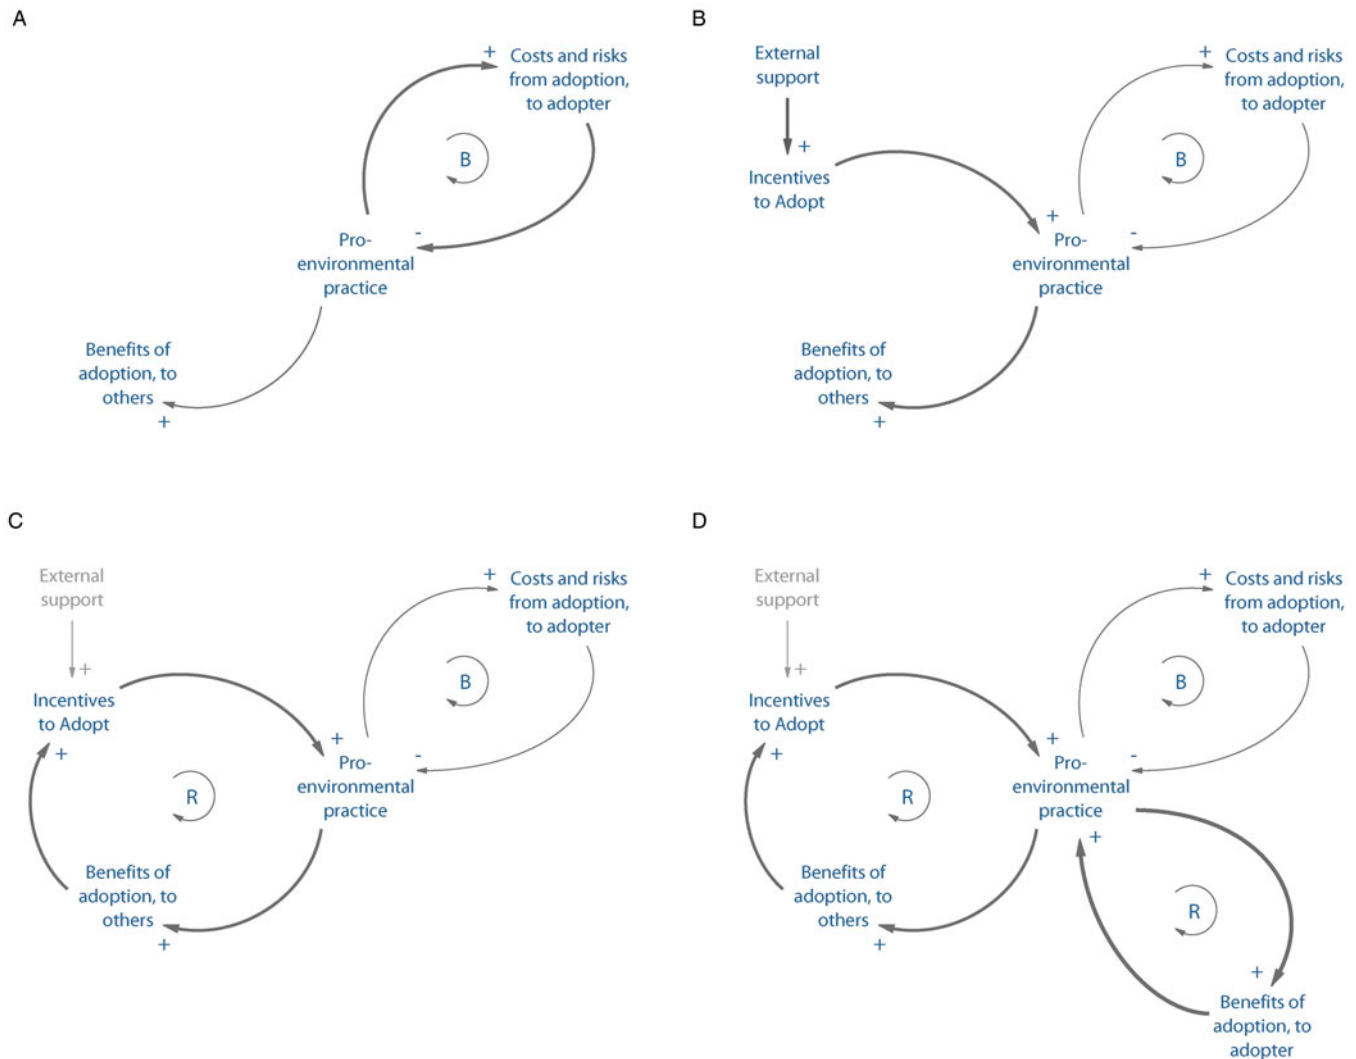 A
+
Costs and risks
from adoption,
to adopter
B
-
Pro-
environmental
practice
Benefits of
adoption, to
others
+
B
External
support
+
Incentives
to Adopt
+
Costs and risks
from adoption,
to adopter
B
+
-
Pro-
environmental
practice
Benefits of
adoption, to
others
+
C
External
support
+
Incentives
to Adopt
+
+
Costs and risks
from adoption,
to adopter
B
+
-
Pro-
environmental
practice
R
Benefits of
adoption, to
others
+
D
External
support
+
Incentives
to Adopt
+
+
Costs and risks
from adoption,
to adopter
B
+
-
Pro-
environmental
practice
+
R
Benefits of
adoption, to
others
+
R
+
Benefits of
adoption, to
adopter